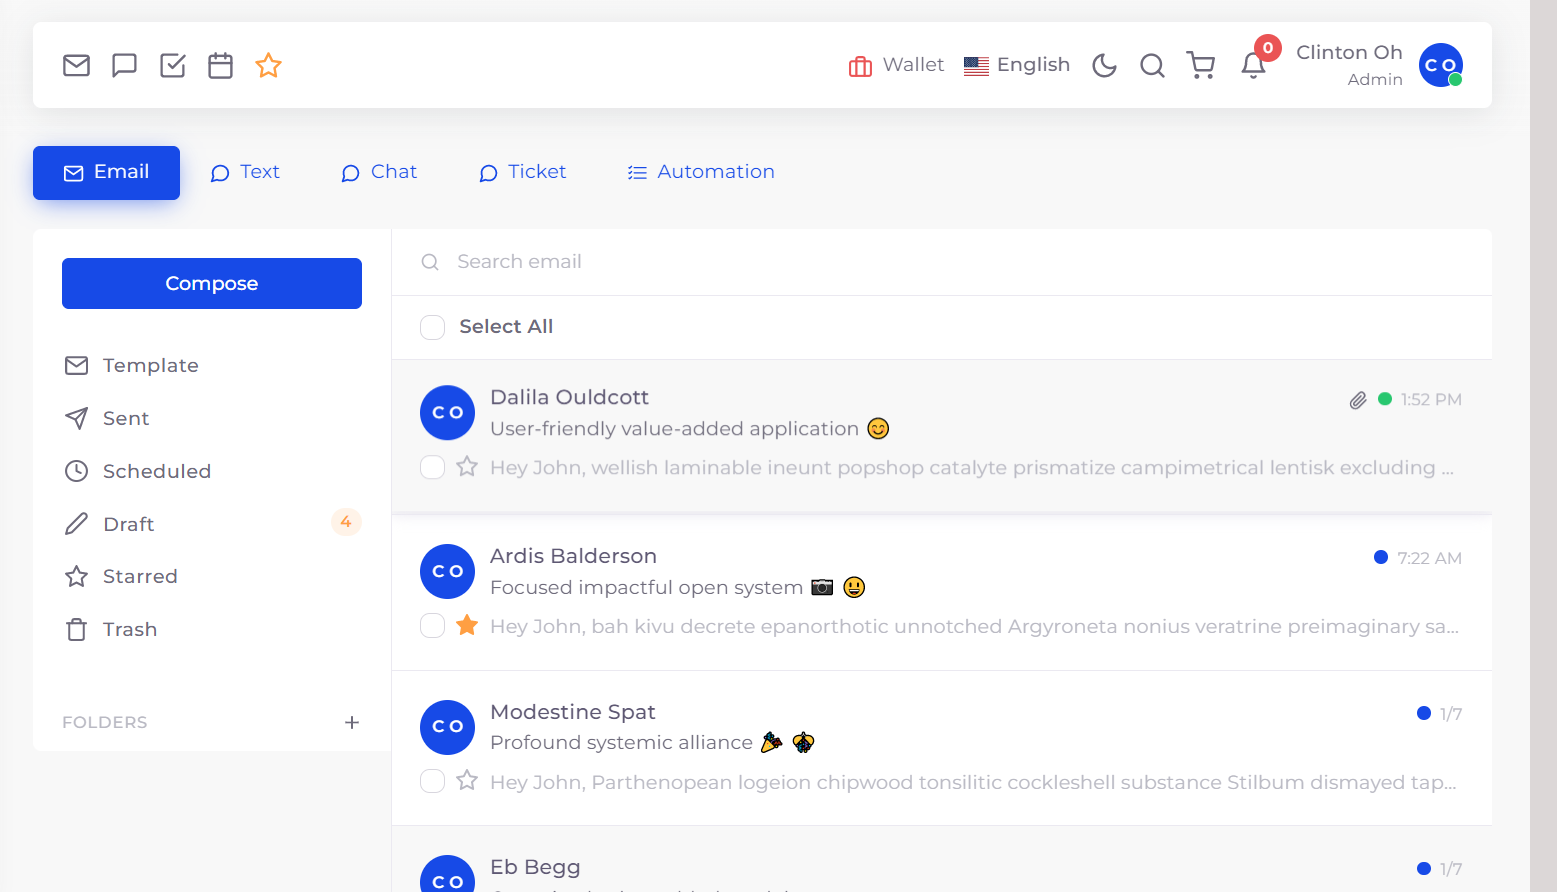 Wallet English 0 Clinton Oh
Admin
CO
Email Text Chat Ticket Automation
Compose
Template
Sent
Scheduled
Draft 4
Starred
Trash
FOLDERS +
Search email
Select All
CO
Dalila Ouldcott 1:52 PM
User-friendly value-added application 😊
Hey John, wellish laminable ineunt popshop catalyte prismatize campimetrical lentisk excluding ...
CO
Ardis Balderson 7:22 AM
Focused impactful open system 📷 😃
Hey John, bah kivu decrete epanorthotic unnotched Argyroneta nonius veratrine preimaginary sa...
CO
Modestine Spat 1/7
Profound systemic alliance 🎉
Hey John, Parthenopean logeion chipwood tonsilitic cockleshell substance Stilbum dismayed tap...
CO
Eb Begg 1/7